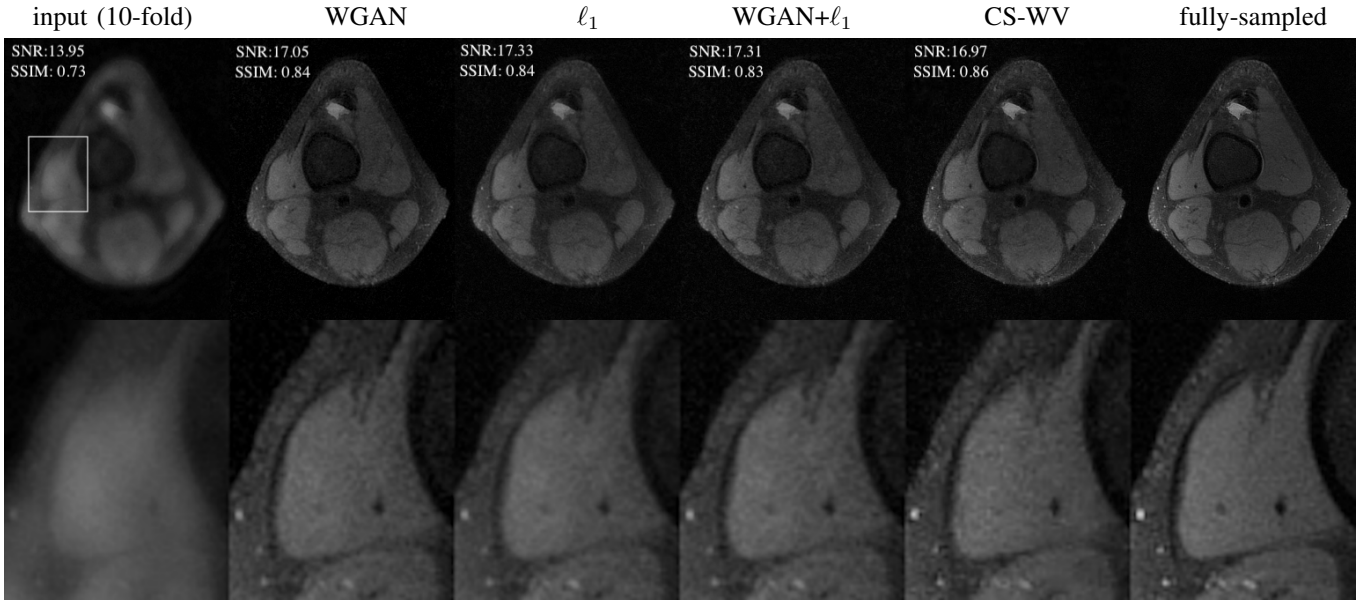 input (10-fold) WGAN ℓ₁ WGAN+ℓ₁ CS-WV fully-sampled
SNR:13.95 SNR:17.05 SNR:17.33 SNR:17.31 SNR:16.97
SSIM: 0.73 SSIM: 0.84 SSIM: 0.84 SSIM: 0.83 SSIM: 0.86